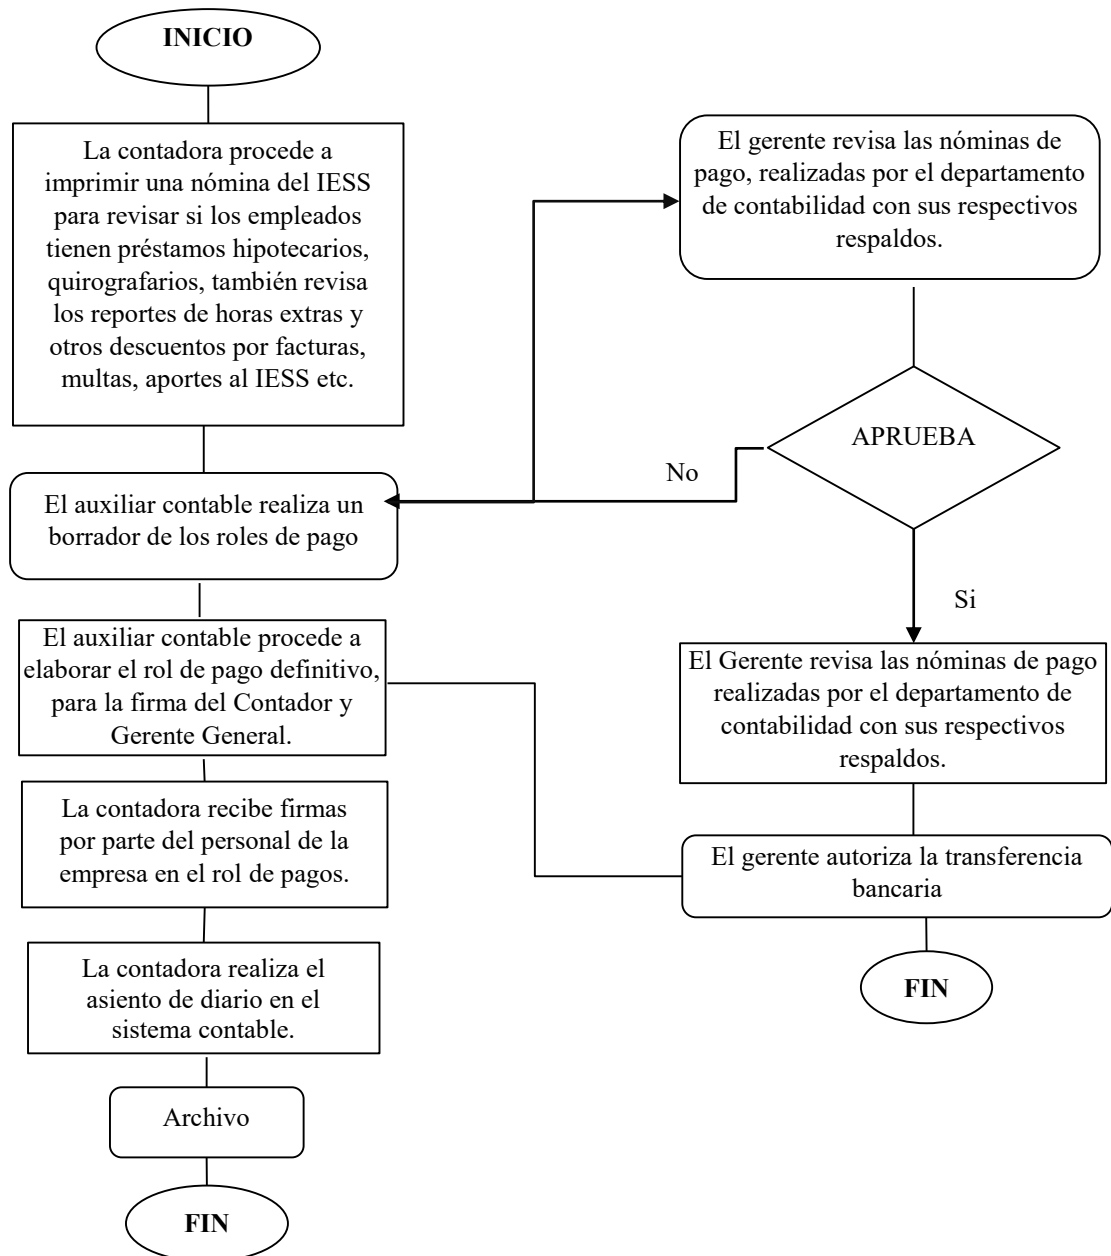 INICIO
La contadora procede a
imprimir una nómina del IESS
para revisar si los empleados
tienen préstamos hipotecarios,
quirografarios, también revisa
los reportes de horas extras y
otros descuentos por facturas,
multas, aportes al IESS etc.
El auxiliar contable realiza un
borrador de los roles de pago
El auxiliar contable procede a
elaborar el rol de pago definitivo,
para la firma del Contador y
Gerente General.
La contadora recibe firmas
por parte del personal de la
empresa en el rol de pagos.
La contadora realiza el
asiento de diario en el
sistema contable.
Archivo
FIN
El gerente revisa las nóminas de
pago, realizadas por el departamento
de contabilidad con sus respectivos
respaldos.
APRUEBA
No
Si
El Gerente revisa las nóminas de pago
realizadas por el departamento de
contabilidad con sus respectivos
respaldos.
El gerente autoriza la transferencia
bancaria
FIN